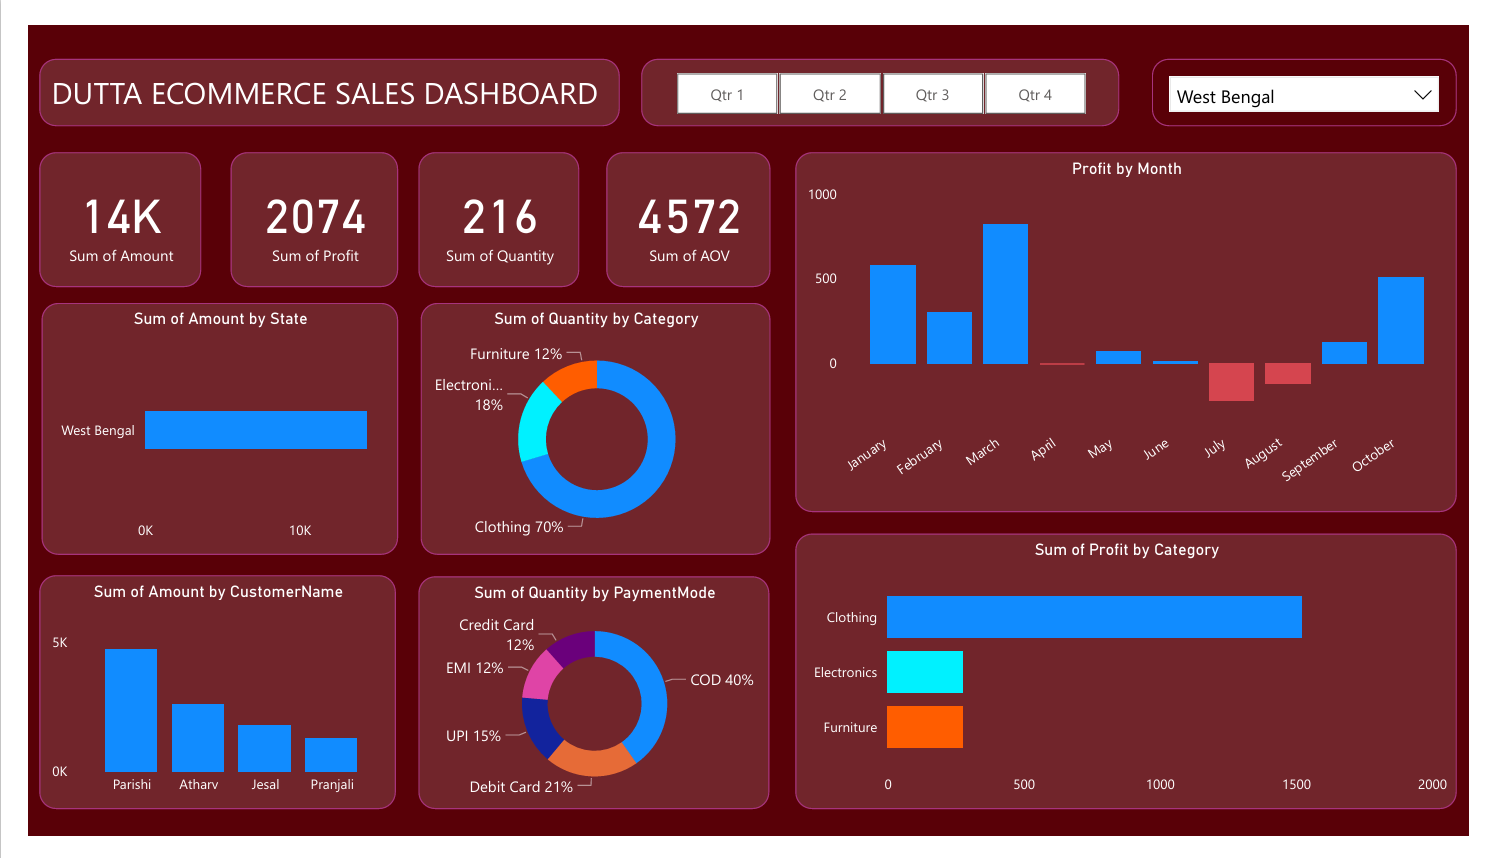 DUTTA ECOMMERCE SALES DASHBOARD
Qtr 1
Qtr 2
Qtr 3
Qtr 4
West Bengal
14K
Sum of Amount
2074
Sum of Profit
216
Sum of Quantity
4572
Sum of AOV
Profit by Month
1000
500
0
January
February
March
April
May
June
July
August
September
October
Sum of Amount by State
West Bengal
0K
10K
Sum of Quantity by Category
Furniture 12%
Electroni...
18%
Clothing 70%
Sum of Profit by Category
Clothing
Electronics
Furniture
0
500
1000
1500
2000
Sum of Amount by CustomerName
5K
0K
Parishi
Atharv
Jesal
Pranjali
Sum of Quantity by PaymentMode
Credit Card
12%
EMI 12%
COD 40%
UPI 15%
Debit Card 21%